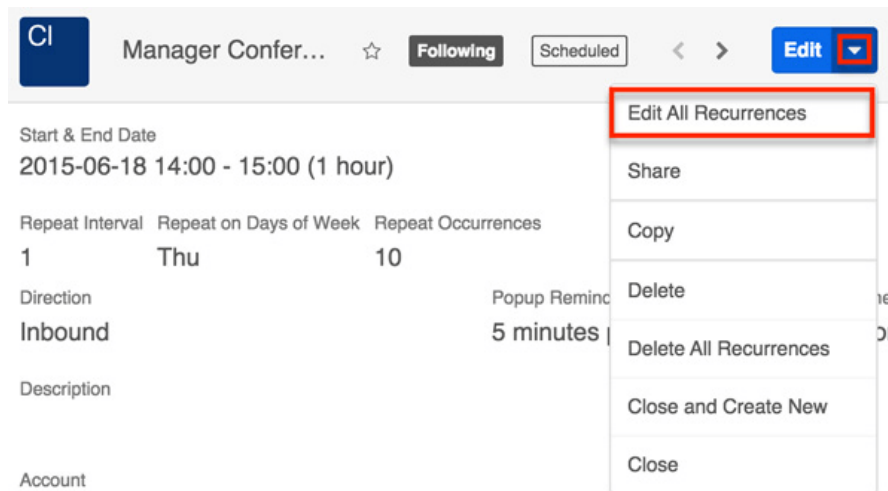 CI
Manager Confer... Following Scheduled Edit
Edit All Recurrences
Start & End Date
2015-06-18 14:00 - 15:00 (1 hour)
Share
Repeat Interval Repeat on Days of Week Repeat Occurrences
Copy
1 Thu 10
Direction Popup Reminc
Delete
Inbound 5 minutes
Delete All Recurrences
Description
Close and Create New
Close
Account